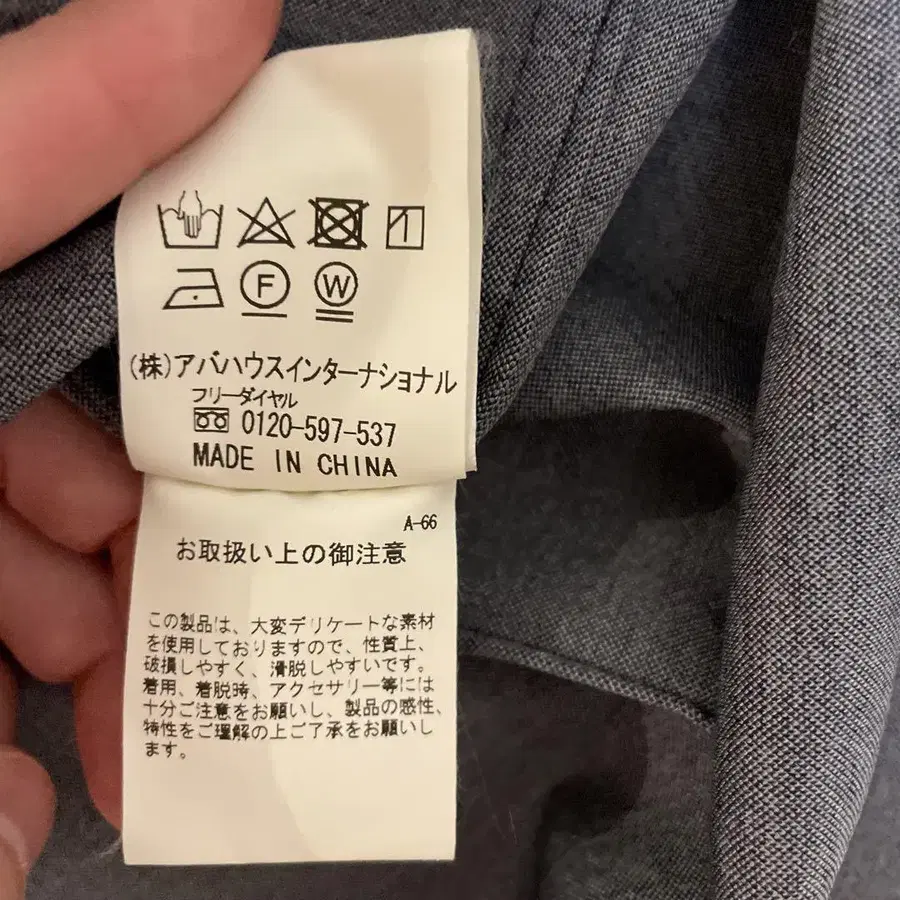 F W
(株)アバハウスインターナショナル
フリーダイヤル
0120-597-537
MADE IN CHINA
A-66
お取扱い上の御注意
この製品は、大変デリケートな素材
を使用しておりますので、性質上、
破損しやすく、滑脱しやすいです。
着用、着脱時、アクセサリー等には
十分ご注意をお願いし、製品の感性、
特性をご理解の上ご了承をお願いし
ます。